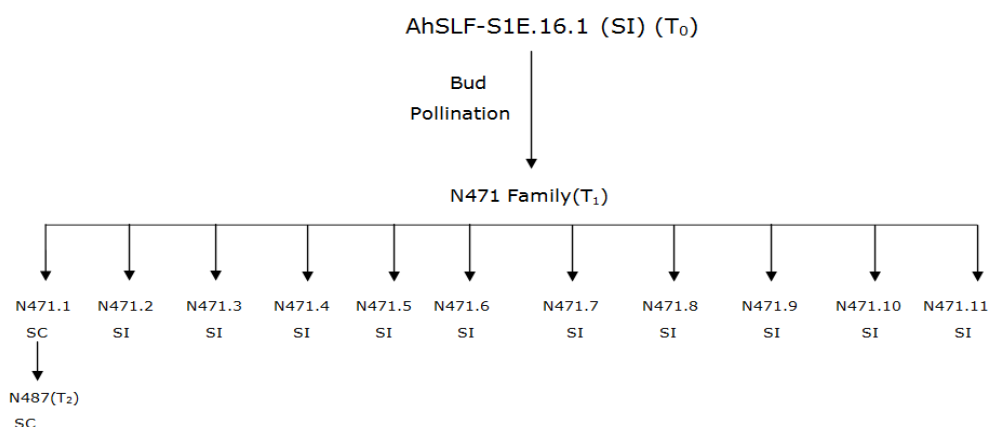 AhSLF-S1E.16.1 (SI) (T₀)
Bud
Pollination
N471 Family(T₁)
N471.1 N471.2 N471.3 N471.4 N471.5 N471.6 N471.7 N471.8 N471.9 N471.10 N471.11
SC SI SI SI SI SI SI SI SI SI SI
N487(T₂)
SC